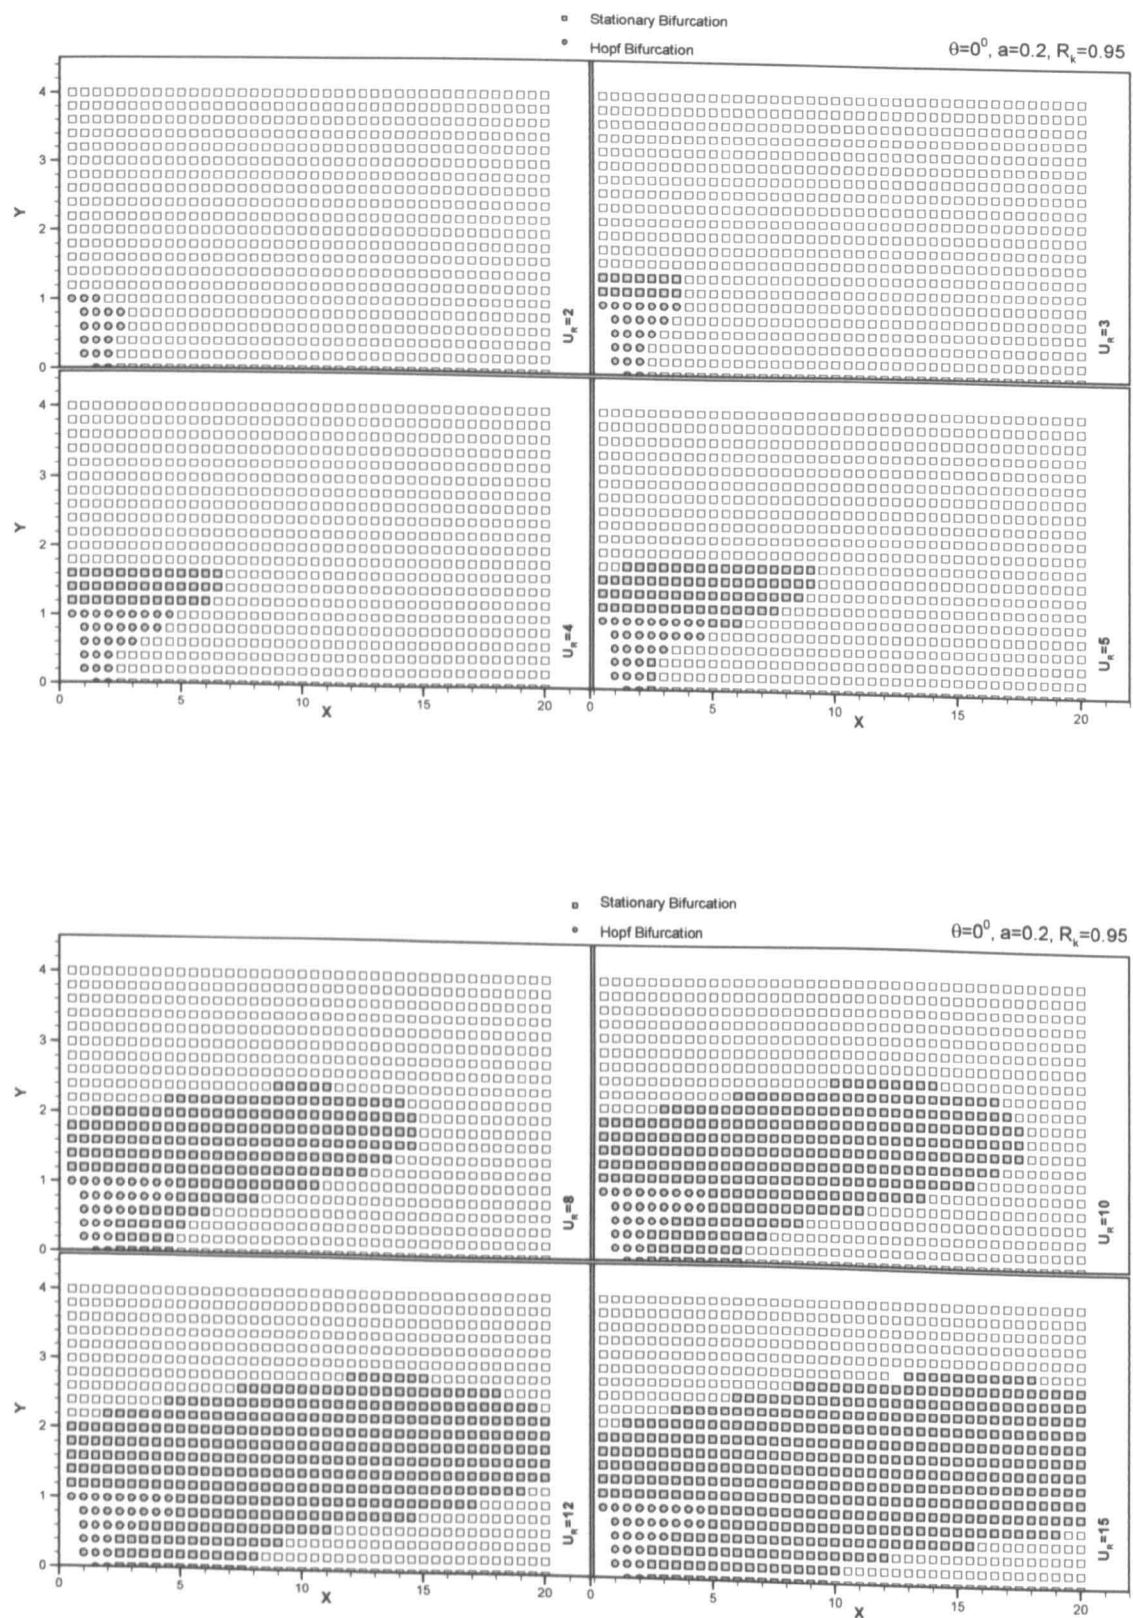 Stationary Bifurcation
Hopf Bifurcation
θ=0⁰, a=0.2, Rₖ=0.95
4
3
2
1
0
Y
U_R=2
U_R=3
4
3
2
1
0
Y
U_R=4
U_R=5
0 5 10 15 20
X
0 5 10 15 20
X
Stationary Bifurcation
Hopf Bifurcation
θ=0⁰, a=0.2, Rₖ=0.95
4
3
2
1
0
Y
U_R=8
U_R=10
4
3
2
1
0
Y
U_R=12
U_R=15
0 5 10 15 20
X
0 5 10 15 20
X